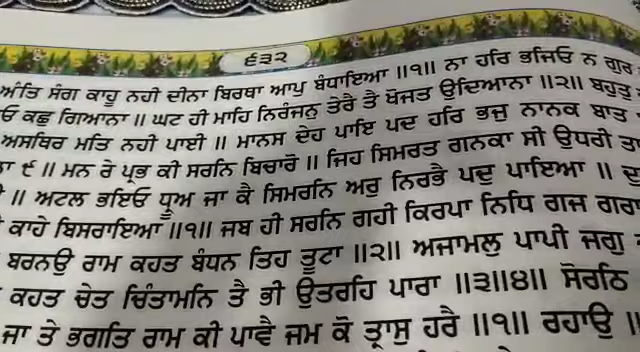 ੬੩੨
ਅੰਤਿ ਸੰਗ ਕਾਹੂ ਨਹੀ ਦੀਨਾ ਬਿਰਥਾ ਆਪੁ ਬੰਧਾਇਆ ॥੧॥ ਨਾ ਹਰਿ ਭਜਿਓ ਨ ਗੁਰ
ਓ ਕਛੁ ਗਿਆਨਾ ॥ ਘਟ ਹੀ ਮਾਹਿ ਨਿਰੰਜਨੁ ਤੇਰੈ ਤੈ ਖੋਜਤ ਉਦਿਆਨਾ ॥੨॥ ਬਹੁਤੁ
ਅਸਥਿਰ ਮਤਿ ਨਹੀ ਪਾਈ ॥ ਮਾਨਸ ਦੇਹ ਪਾਇ ਪਦ ਹਰਿ ਭਜੁ ਨਾਨਕ ਬਾਤ
੯ ॥ ਮਨ ਰੇ ਪ੍ਰਭ ਕੀ ਸਰਨਿ ਬਿਚਾਰੋ ॥ ਜਿਹ ਸਿਮਰਤ ਗਨਕਾ ਸੀ ਉਧਰੀ ਤਾ
॥ ਅਟਲ ਭਇਓ ਧ੍ਰੂਅ ਜਾ ਕੈ ਸਿਮਰਨਿ ਅਰੁ ਨਿਰਭੈ ਪਦੁ ਪਾਇਆ ॥ ਦੁ
ਕਾਹੇ ਬਿਸਰਾਇਆ ॥੧॥ ਜਬ ਹੀ ਸਰਨਿ ਗਹੀ ਕਿਰਪਾ ਨਿਧਿ ਗਜ ਗਰਾ
ਬਰਨਉ ਰਾਮ ਕਹਤ ਬੰਧਨ ਤਿਹ ਤੂਟਾ ॥੨॥ ਅਜਾਮਲੁ ਪਾਪੀ ਜਗੁ
ਕਹਤ ਚੇਤ ਚਿੰਤਾਮਨਿ ਤੈ ਭੀ ਉਤਰਹਿ ਪਾਰਾ ॥੩॥੪॥ ਸੋਰਠਿ
ਜਾ ਤੇ ਭਗਤਿ ਰਾਮ ਕੀ ਪਾਵੈ ਜਮ ਕੋ ਤ੍ਰਾਸੁ ਹਰੈ ॥੧॥ ਰਹਾਉ ॥